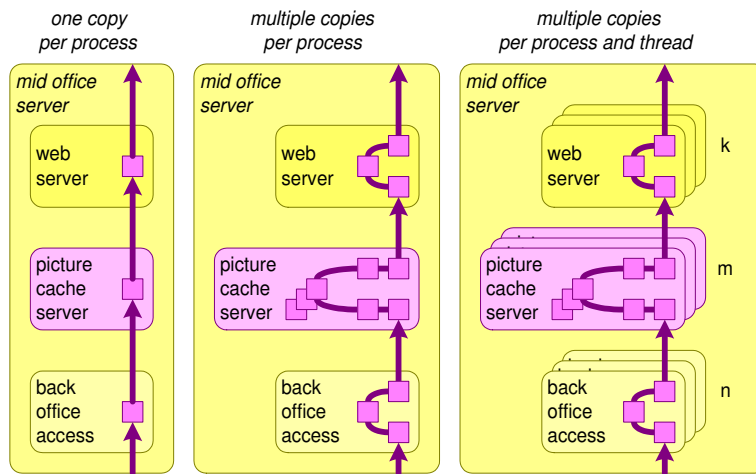 one copy
per process
mid office
server
web
server
picture
cache
server
back
office
access
multiple copies
per process
mid office
server
web
server
picture
cache
server
back
office
access
multiple copies
per process and thread
mid office
server
web
server
k
picture
cache
server
m
back
office
access
n